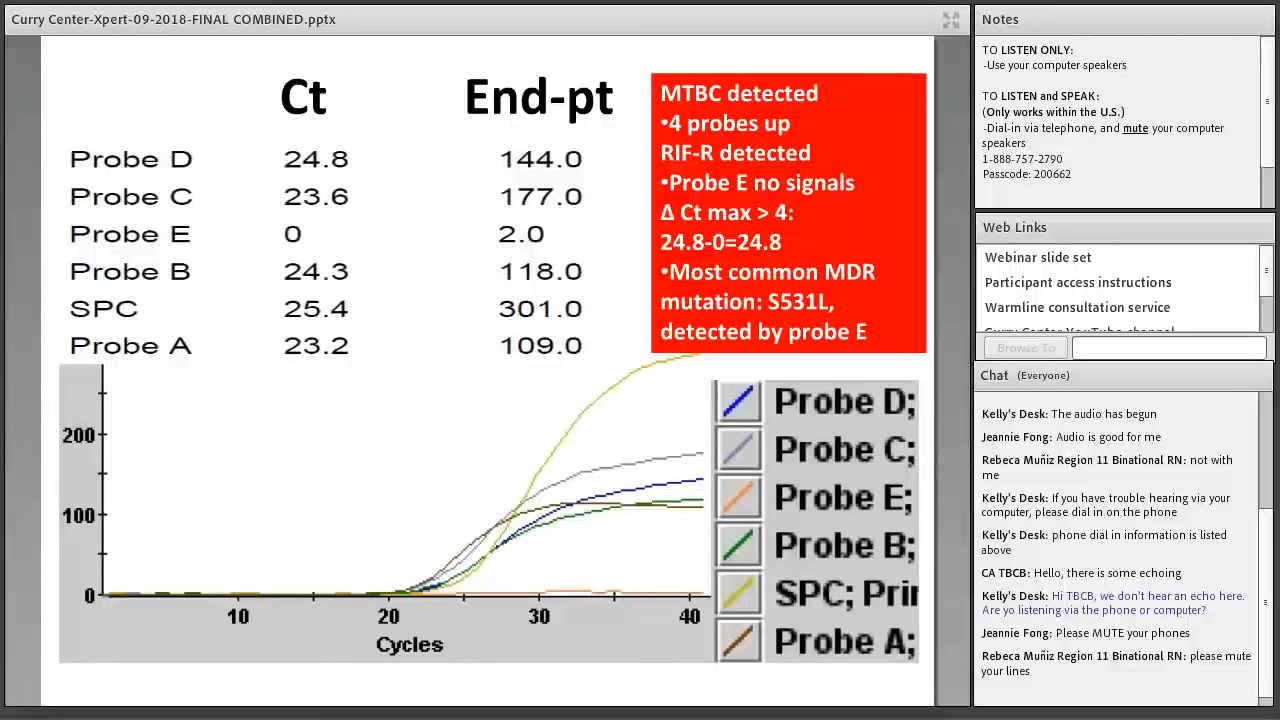 Curry Center-Xpert-09-2018-FINAL COMBINED.pptx
Ct End-pt
Probe D 24.8 144.0
Probe C 23.6 177.0
Probe E 0 2.0
Probe B 24.3 118.0
SPC 25.4 301.0
Probe A 23.2 109.0
MTBC detected
•4 probes up
RIF-R detected
•Probe E no signals
Δ Ct max > 4:
24.8-0=24.8
•Most common MDR
mutation: S531L,
detected by probe E
200
100
0
10 20 30 40
Cycles
Probe D;
Probe C;
Probe E;
Probe B;
SPC; Prin
Probe A;
Notes
TO LISTEN ONLY:
-Use your computer speakers
TO LISTEN and SPEAK:
(Only works within the U.S.)
-Dial-in via telephone, and mute your computer
speakers
1-888-757-2790
Passcode: 200662
Web Links
Webinar slide set
Participant access instructions
Warmline consultation service
Curry Center YouTube channel
Browse To
Chat (Everyone)
Kelly's Desk: The audio has begun
Jeannie Fong: Audio is good for me
Rebeca Muñiz Region 11 Binational RN: not with
me
Kelly's Desk: If you have trouble hearing via your
computer, please dial in on the phone
Kelly's Desk: phone dial in information is listed
above
CA TBCB: Hello, there is some echoing
Kelly's Desk: Hi TBCB, we don't hear an echo here.
Are yo listening via the phone or computer?
Jeannie Fong: Please MUTE your phones
Rebeca Muñiz Region 11 Binational RN: please mute
your lines